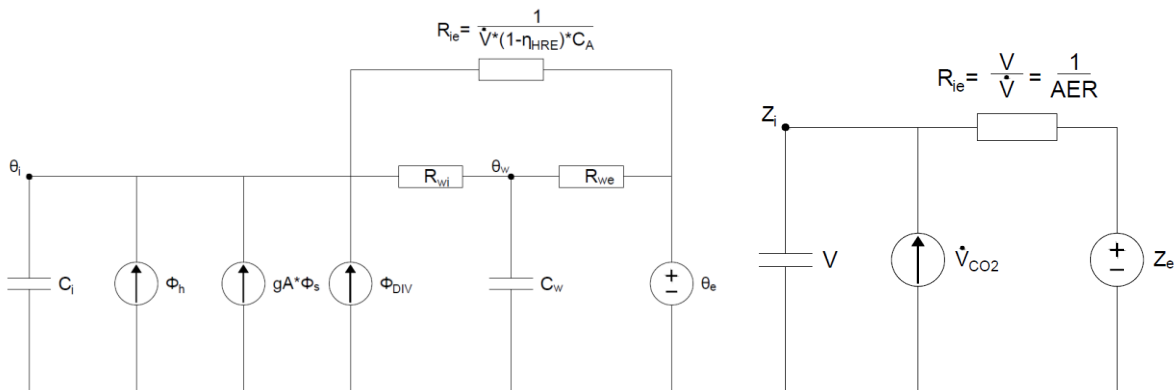 R_ie = 1 / V̇*(1-η_HRE)*C_A
θ_i
R_wi
θ_w
R_we
C_i
Φ_h
gA*Φ_s
Φ_DIV
C_w
+
−
θ_e
R_ie = V / V̇ = 1 / AER
Z_i
V
V̇_CO2
+
−
Z_e